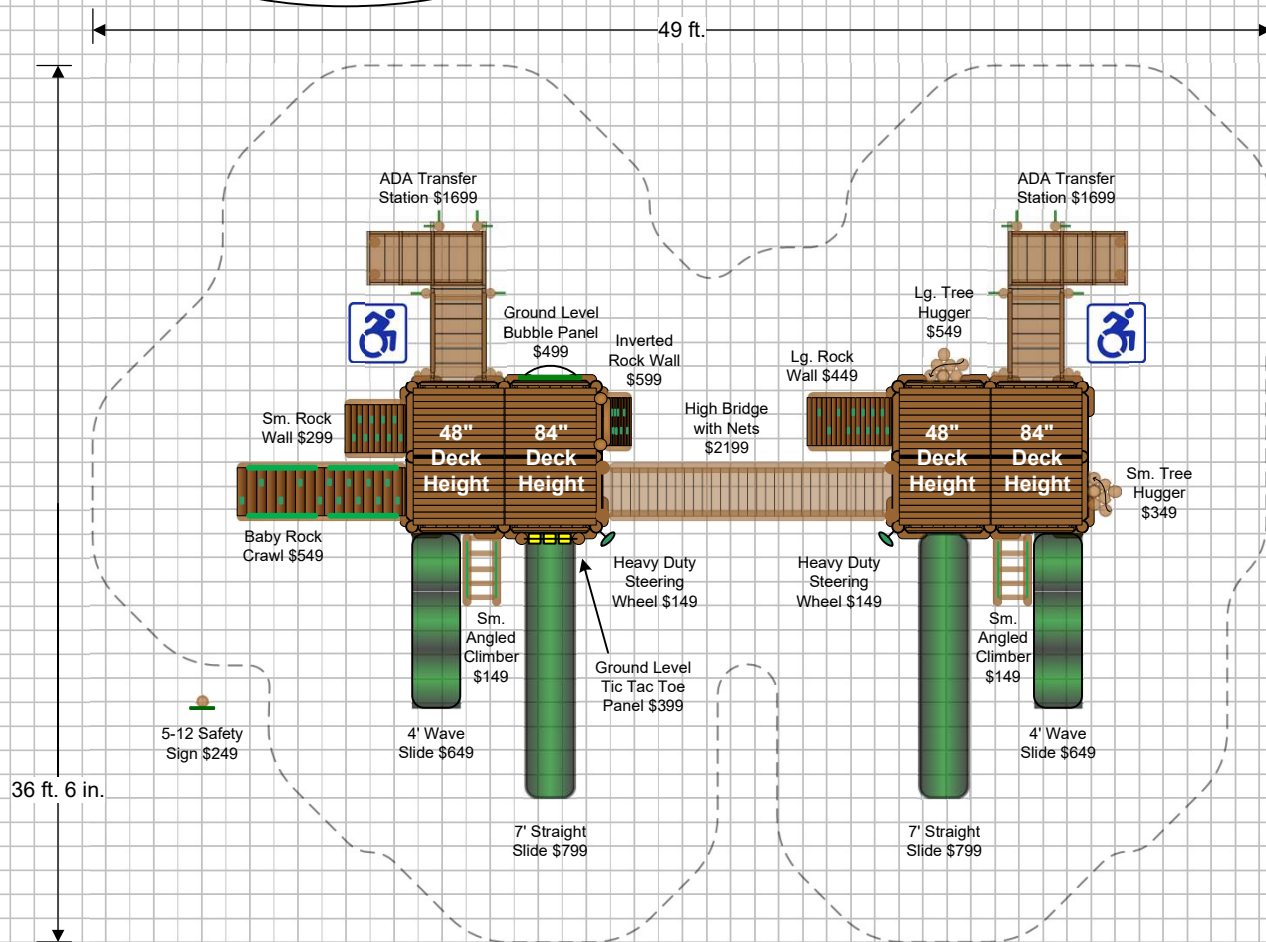 49 ft.
ADA Transfer
Station $1699
ADA Transfer
Station $1699
Lg. Tree
Hugger
$549
Ground Level
Bubble Panel
$499
Inverted
Rock Wall
$599
Lg. Rock
Wall $449
High Bridge
with Nets
$2199
Sm. Rock
Wall $299
48"
Deck
Height
84"
Deck
Height
48"
Deck
Height
84"
Deck
Height
Sm. Tree
Hugger
$349
Baby Rock
Crawl $549
Heavy Duty
Steering
Wheel $149
Heavy Duty
Steering
Wheel $149
Sm.
Angled
Climber
$149
Sm.
Angled
Climber
$149
Ground Level
Tic Tac Toe
Panel $399
5-12 Safety
Sign $249
4' Wave
Slide $649
4' Wave
Slide $649
36 ft. 6 in.
7' Straight
Slide $799
7' Straight
Slide $799